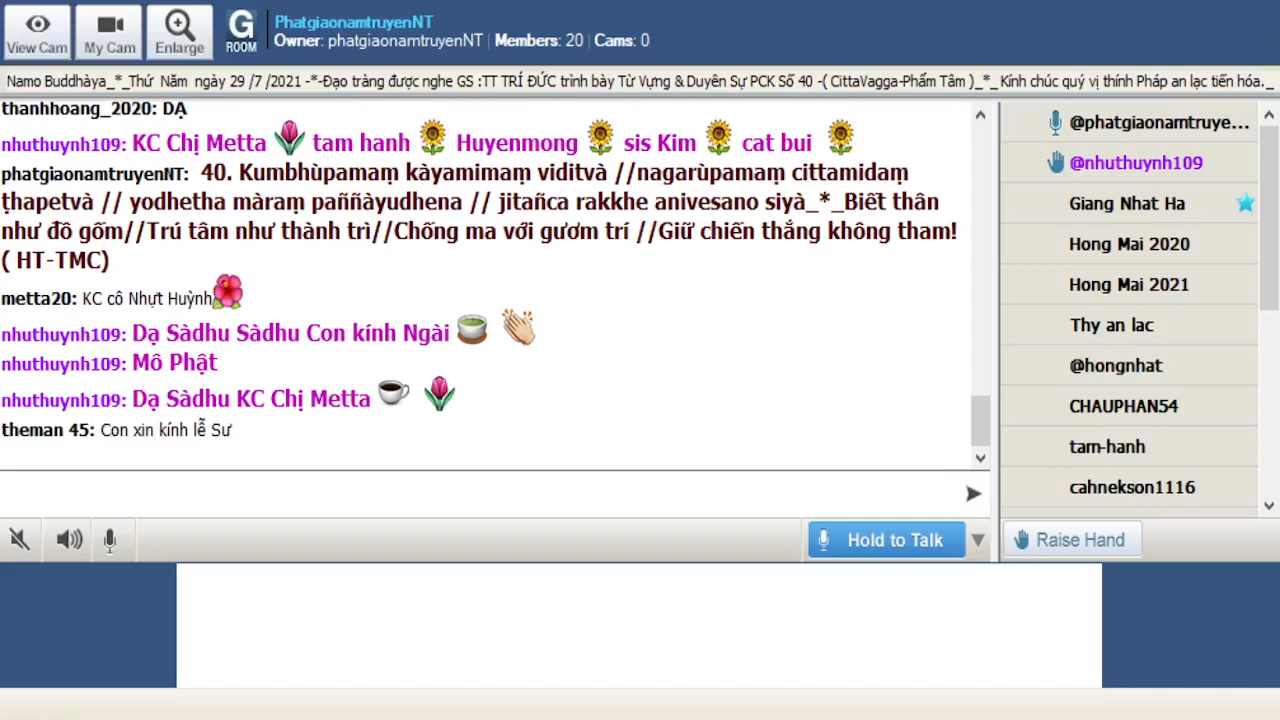 View Cam
My Cam
Enlarge
G ROOM
PhatgiaonamtruyenNT
Owner: phatgiaonamtruyenNT | Members: 20 | Cams: 0
Namo Buddhàya_*_Thứ Năm ngày 29 /7 /2021 -*-Đạo tràng được nghe GS :TT TRÍ ĐỨC trình bày Từ Vựng & Duyên Sự PCK Số 40 -( CittaVagga-Phẩm Tâm )_*_ Kính chúc quý vị thính Pháp an lạc tiến hóa._
thanhhoang_2020: DẠ
nhuthuynh109: KC Chị Metta tam hanh Huyenmong sis Kim cat bui
phatgiaonamtruyenNT: 40. Kumbhùpamaṃ kàyamimaṃ viditvà //nagarùpamaṃ cittamidaṃ
ṭhapetvà // yodhetha màraṃ paññàyudhena // jitañca rakkhe anivesano siyà_*_Biết thân
như đồ gốm//Trú tâm như thành trì//Chống ma với gươm trí //Giữ chiến thắng không tham!
( HT-TMC)
metta20: KC cô Nhựt Huỳnh
nhuthuynh109: Dạ Sàdhu Sàdhu Con kính Ngài
nhuthuynh109: Mô Phật
nhuthuynh109: Dạ Sàdhu KC Chị Metta
theman 45: Con xin kính lễ Sư
@phatgiaonamtruye...
@nhuthuynh109
Giang Nhat Ha
Hong Mai 2020
Hong Mai 2021
Thy an lac
@hongnhat
CHAUPHAN54
tam-hanh
cahnekson1116
Hold to Talk
Raise Hand